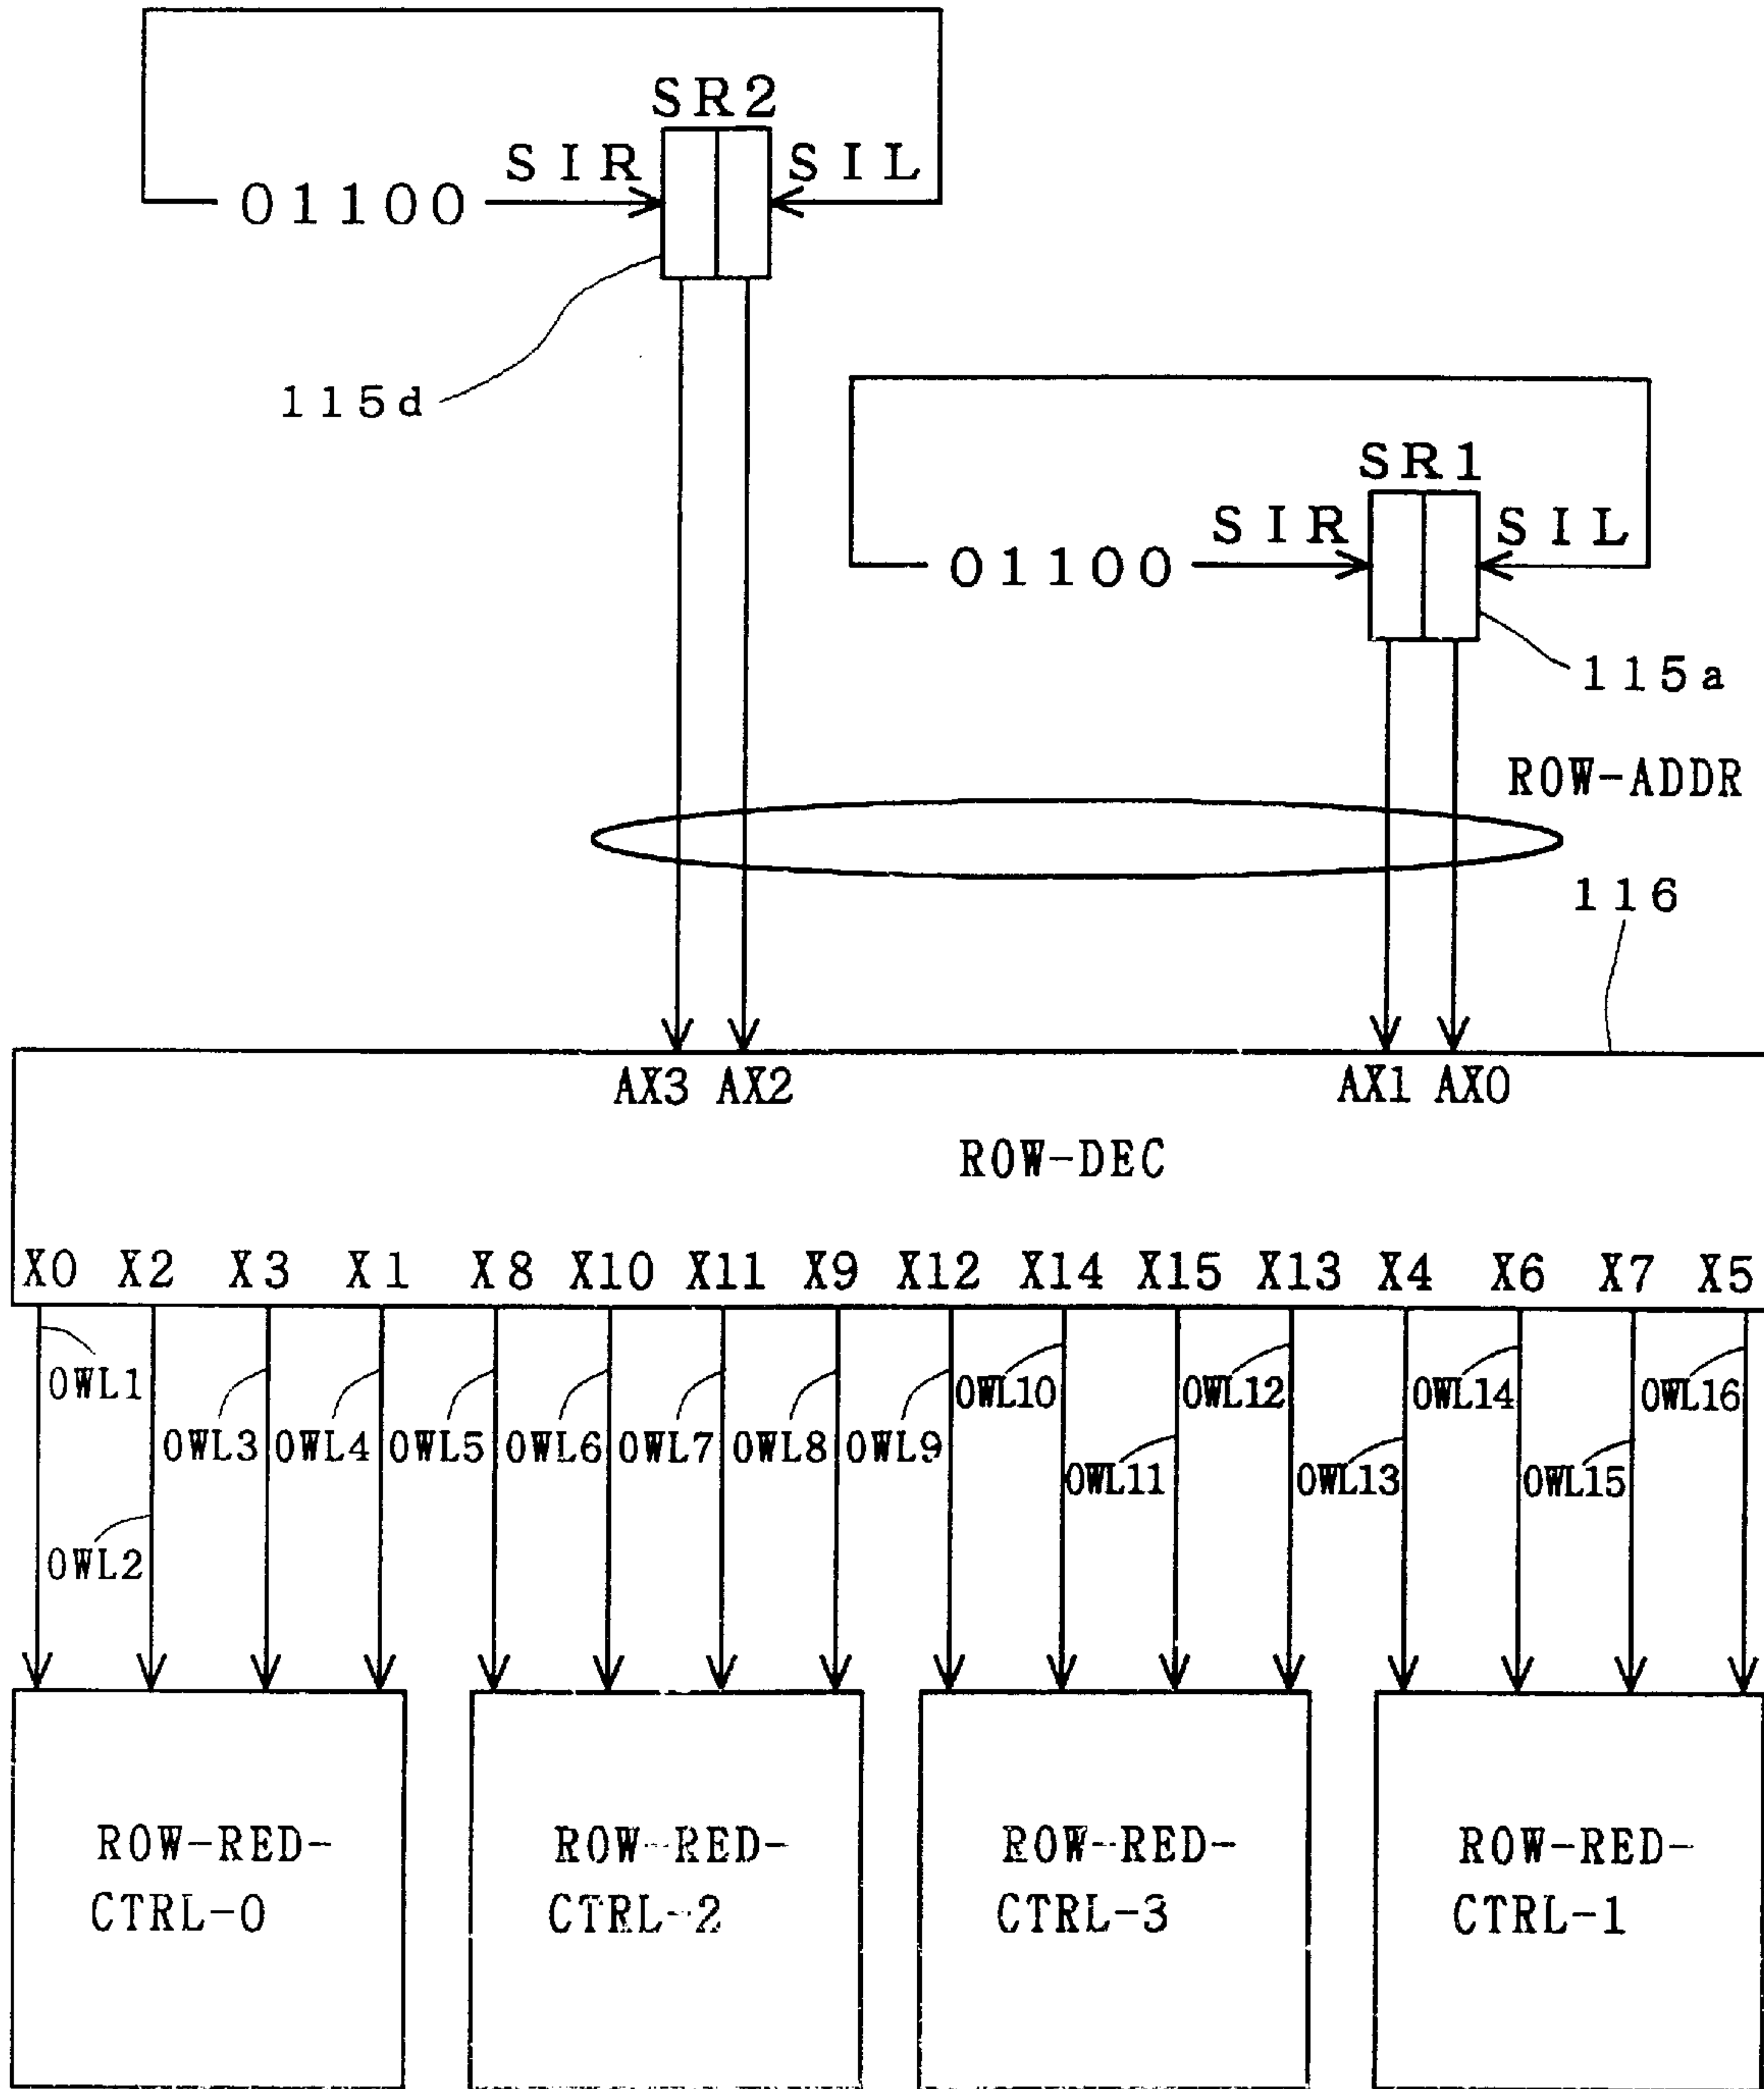 SR2
SIR
SIL
01100
115d
SR1
SIR
SIL
01100
115a
ROW-ADDR
116
AX3 AX2 AX1 AX0
ROW-DEC
X0 X2 X3 X1 X8 X10 X11 X9 X12 X14 X15 X13 X4 X6 X7 X5
OWL1
OWL2
OWL3
OWL4
OWL5
OWL6
OWL7
OWL8
OWL9
OWL10
OWL11
OWL12
OWL13
OWL14
OWL15
OWL16
ROW-RED-
CTRL-0
ROW-RED-
CTRL-2
ROW-RED-
CTRL-3
ROW-RED-
CTRL-1